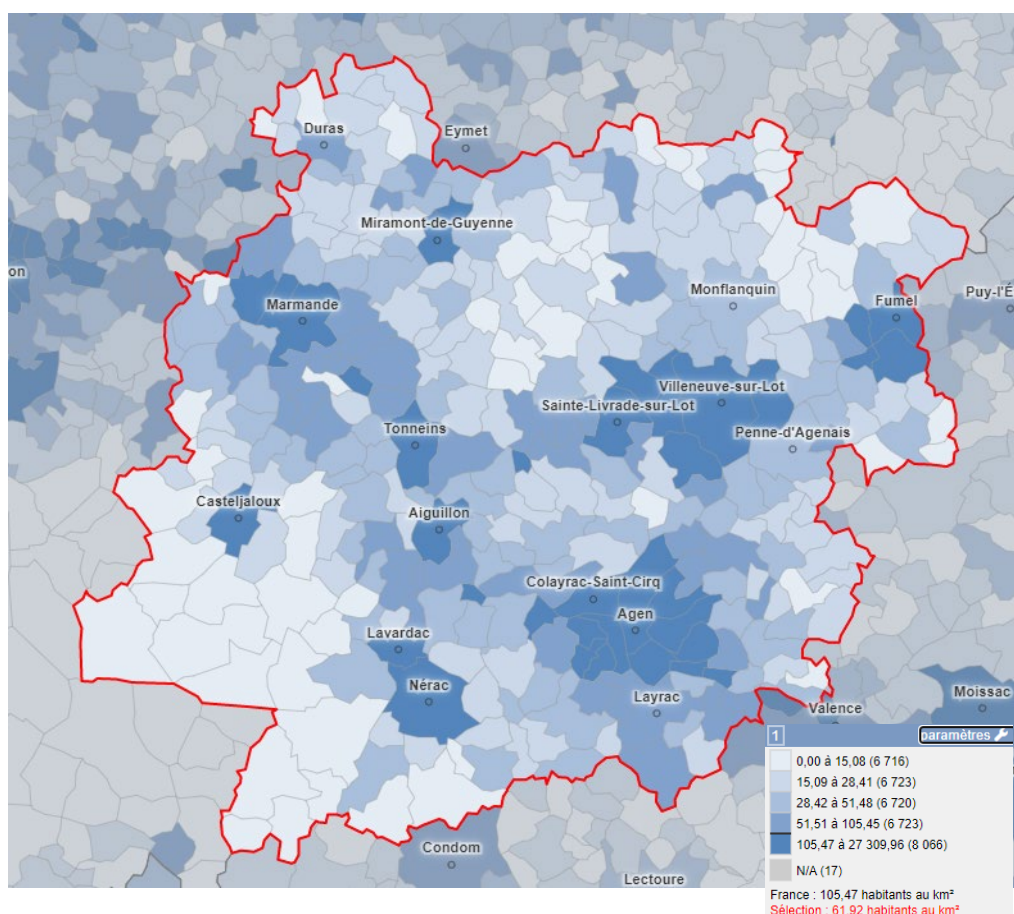 Duras
Eymet
Miramont-de-Guyenne
on
Monflanquin
Puy-l'É
Marmande
Fumel
Villeneuve-sur-Lot
Sainte-Livrade-sur-Lot
Tonneins
Penne-d'Agenais
Casteljaloux
Aiguillon
Colayrac-Saint-Cirq
Agen
Lavardac
Nérac
Layrac
Moissac
Valence
Condom
Lectoure
1
paramètres
0,00 à 15,08 (6 716)
15,09 à 28,41 (6 723)
28,42 à 51,48 (6 720)
51,51 à 105,45 (6 723)
105,47 à 27 309,96 (8 066)
N/A (17)
France : 105,47 habitants au km²
Sélection : 61,92 habitants au km²